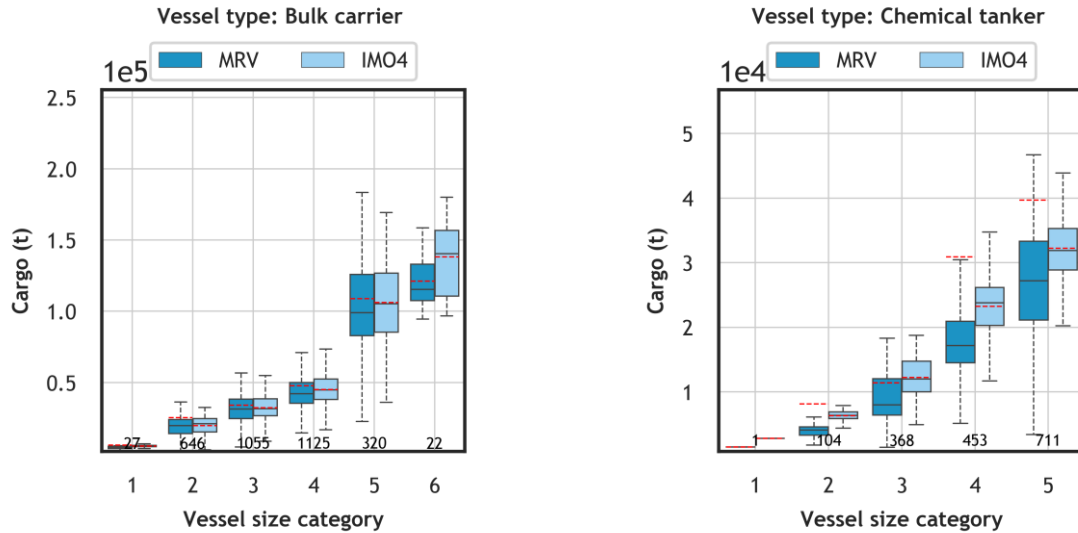 Vessel type: Bulk carrier
MRV IMO4
1e5
2.5
2.0
1.5
1.0
0.5
Cargo (t)
27 646 1055 1125 320 22
1 2 3 4 5 6
Vessel size category
Vessel type: Chemical tanker
MRV IMO4
1e4
5
4
3
2
1
Cargo (t)
1 104 368 453 711
1 2 3 4 5
Vessel size category